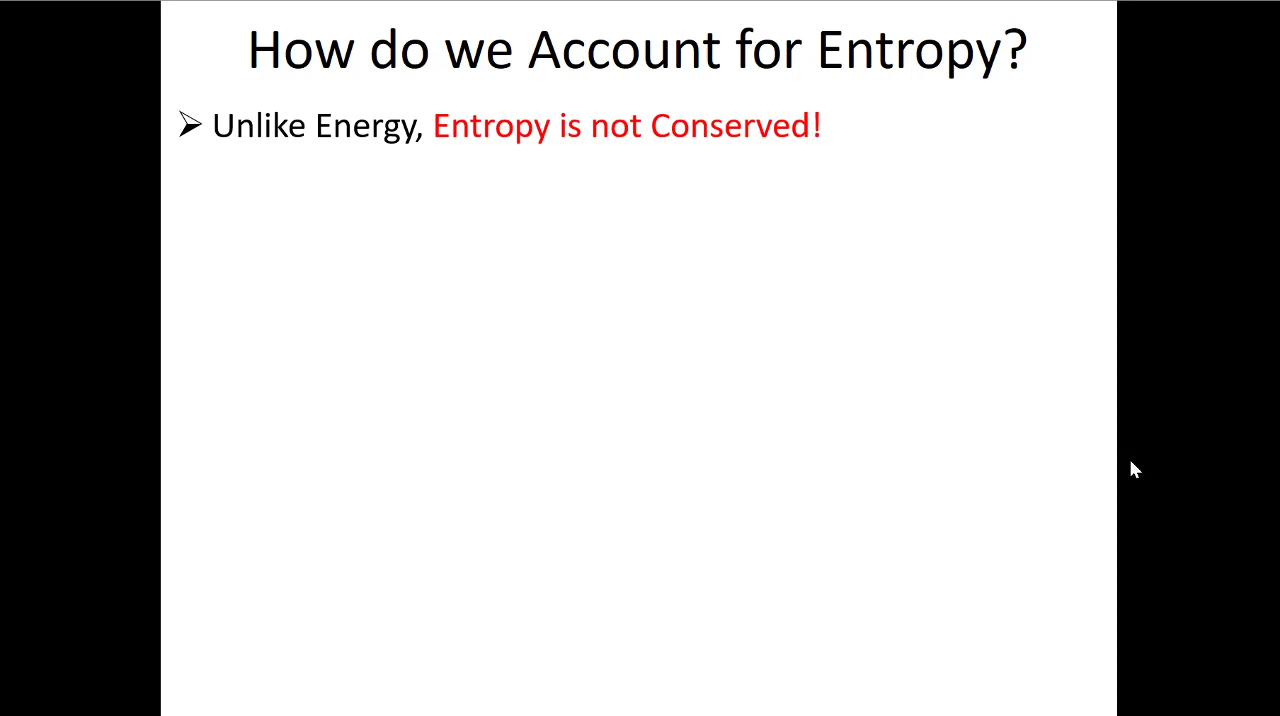 How do we Account for Entropy?
➢ Unlike Energy, Entropy is not Conserved!